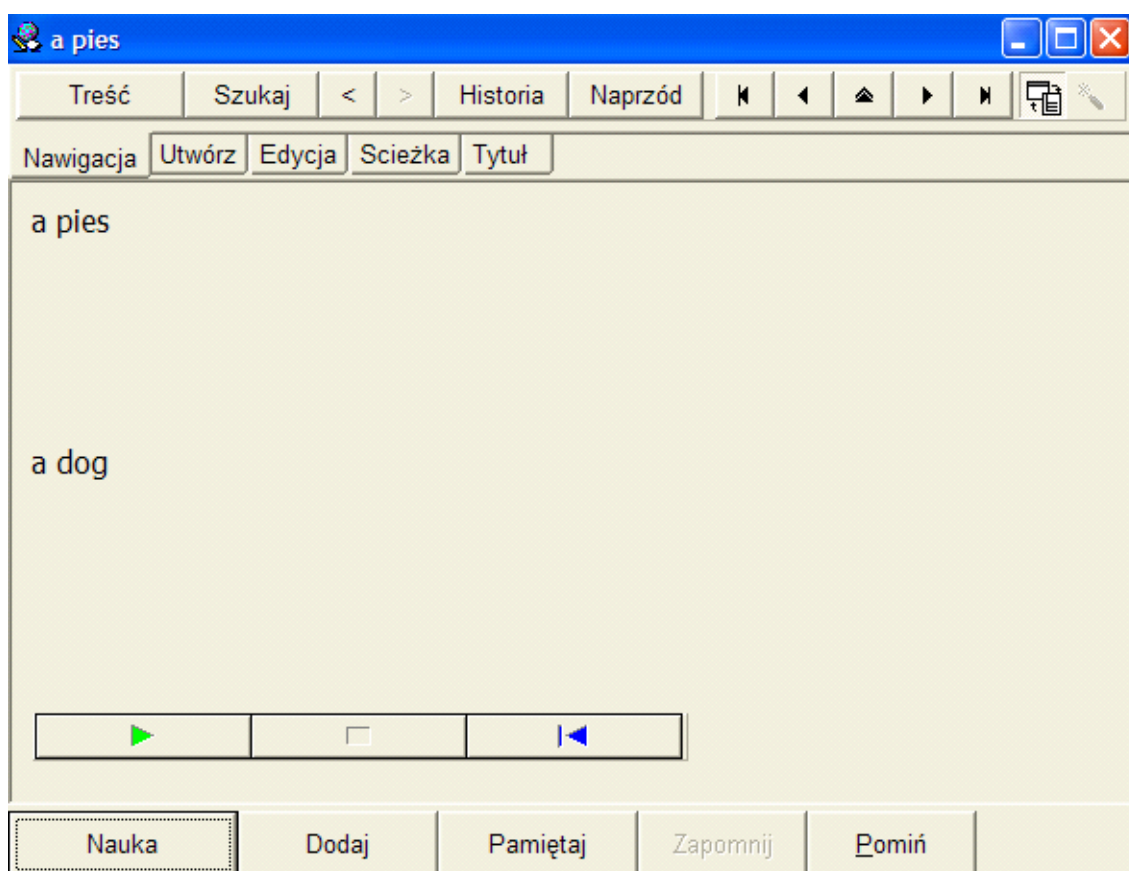 a pies
Treść Szukaj < > Historia Naprzód
Nawigacja Utwórz Edycja Scieżka Tytuł
a pies
a dog
Nauka Dodaj Pamiętaj Zapomnij Pomiń